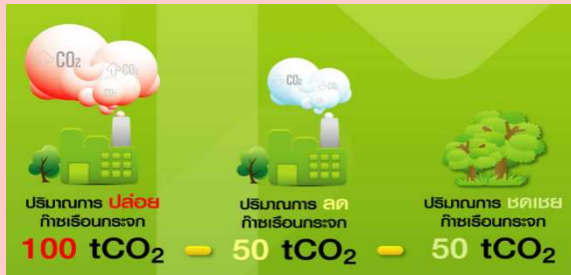 CO₂
CO₂
CO₂
CO₂
ปริมาณการ ปล่อย
ก๊าซเรือนกระจก
100 tCO₂
–
ปริมาณการ ลด
ก๊าซเรือนกระจก
50 tCO₂
–
ปริมาณการ ชดเชย
ก๊าซเรือนกระจก
50 tCO₂